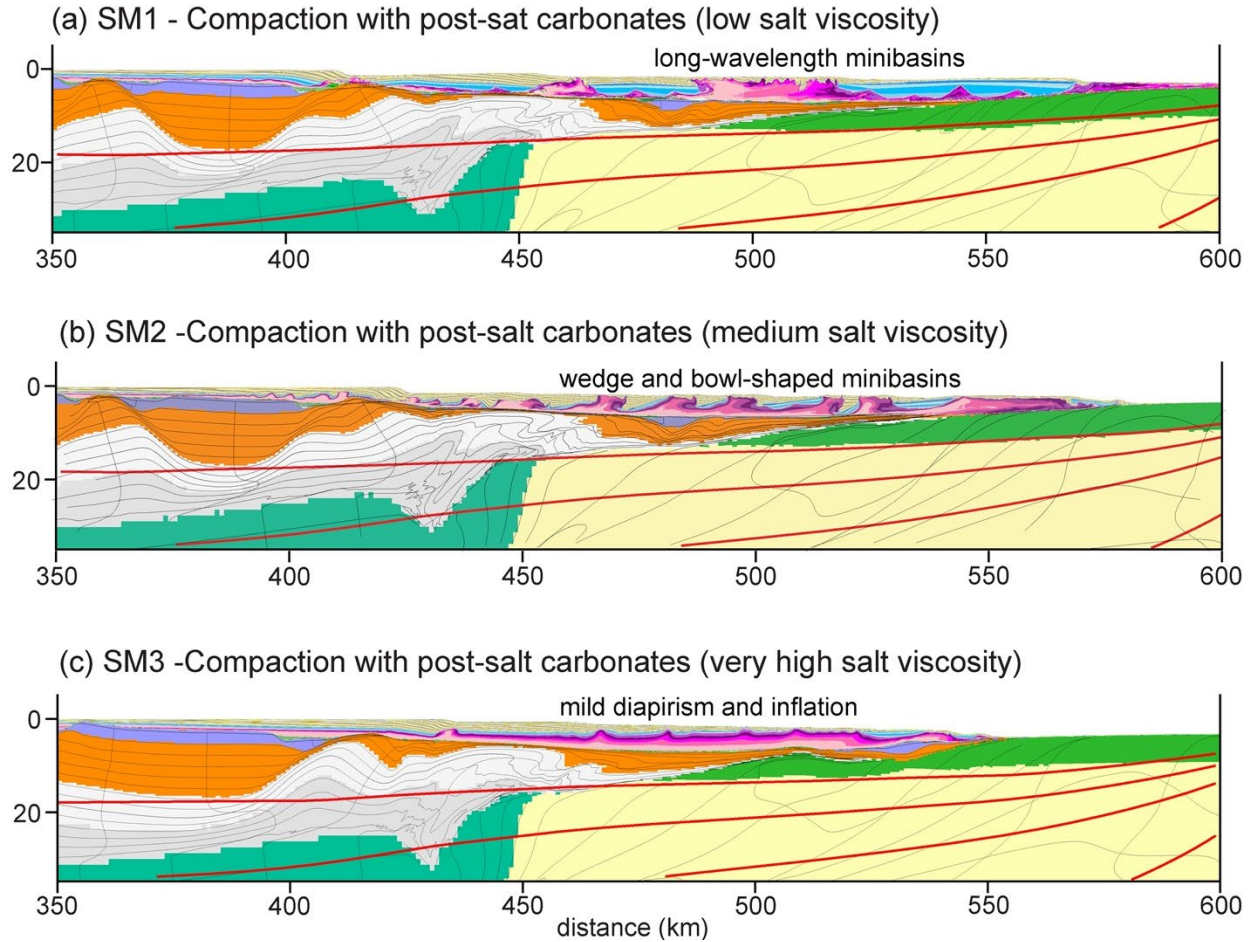 (a) SM1 - Compaction with post-sat carbonates (low salt viscosity)
long-wavelength minibasins
0
20
350 400 450 500 550 600
(b) SM2 -Compaction with post-salt carbonates (medium salt viscosity)
wedge and bowl-shaped minibasins
0
20
350 400 450 500 550 600
(c) SM3 -Compaction with post-salt carbonates (very high salt viscosity)
mild diapirism and inflation
0
20
350 400 450 500 550 600
distance (km)